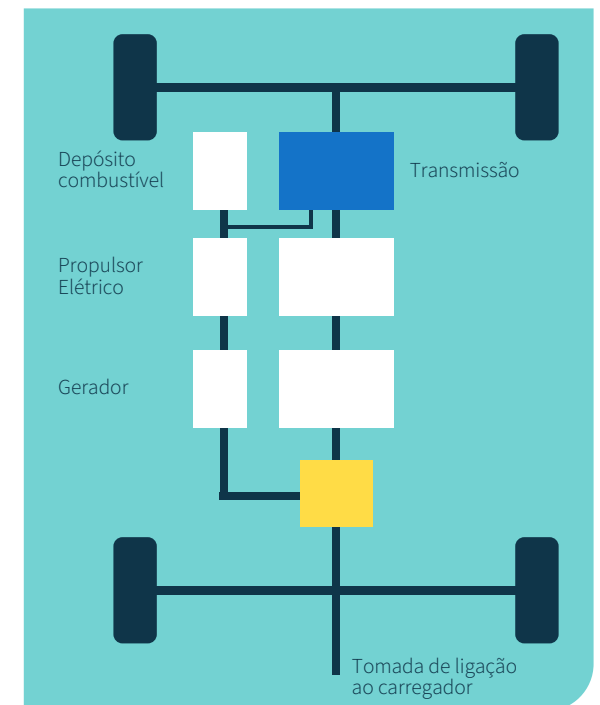 Depósito
combustível
Transmissão
Propulsor
Elétrico
Gerador
Tomada de ligação
ao carregador